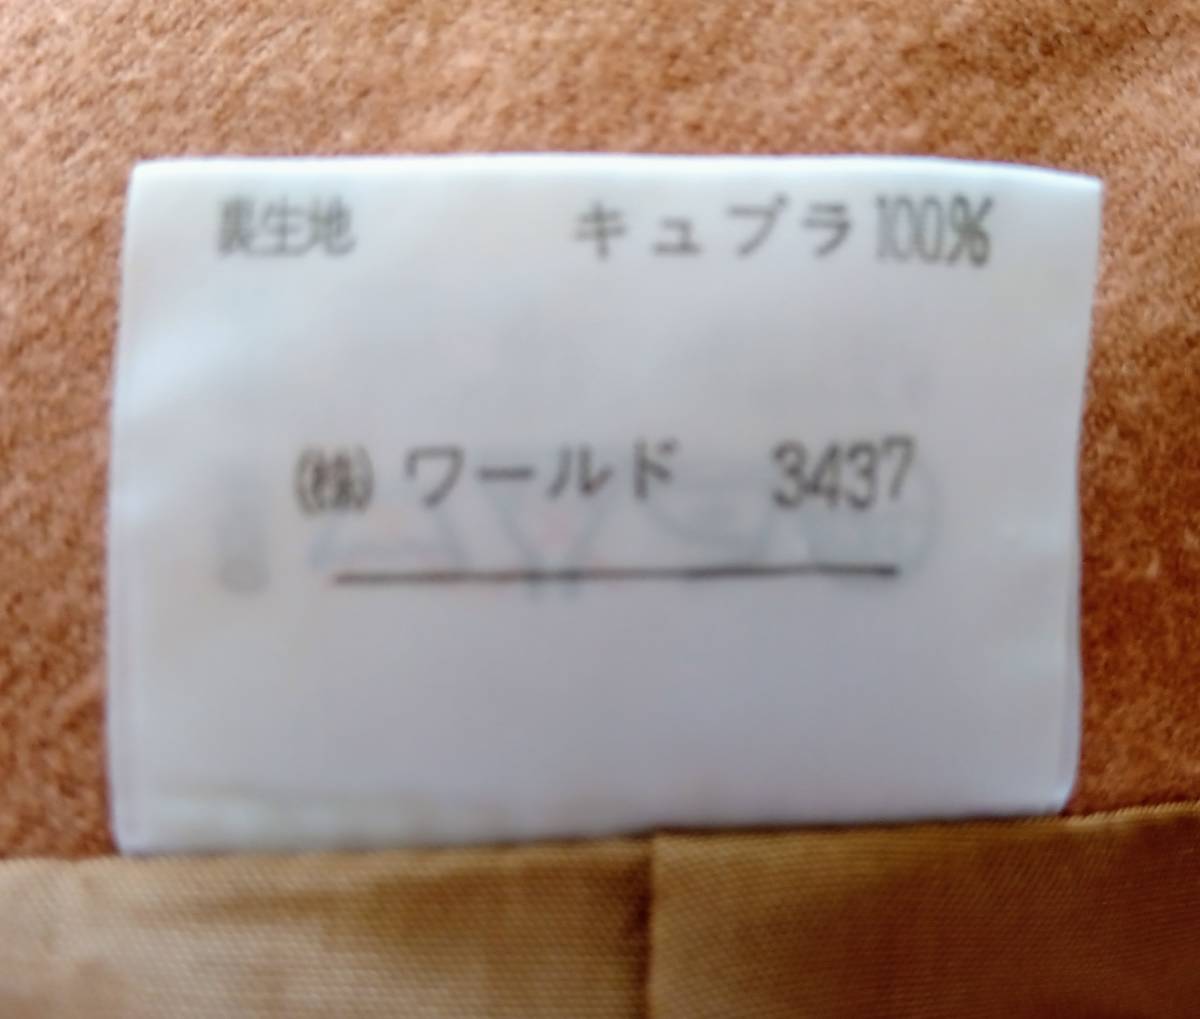 裏生地 キュプラ100%
(株) ワールド 3437